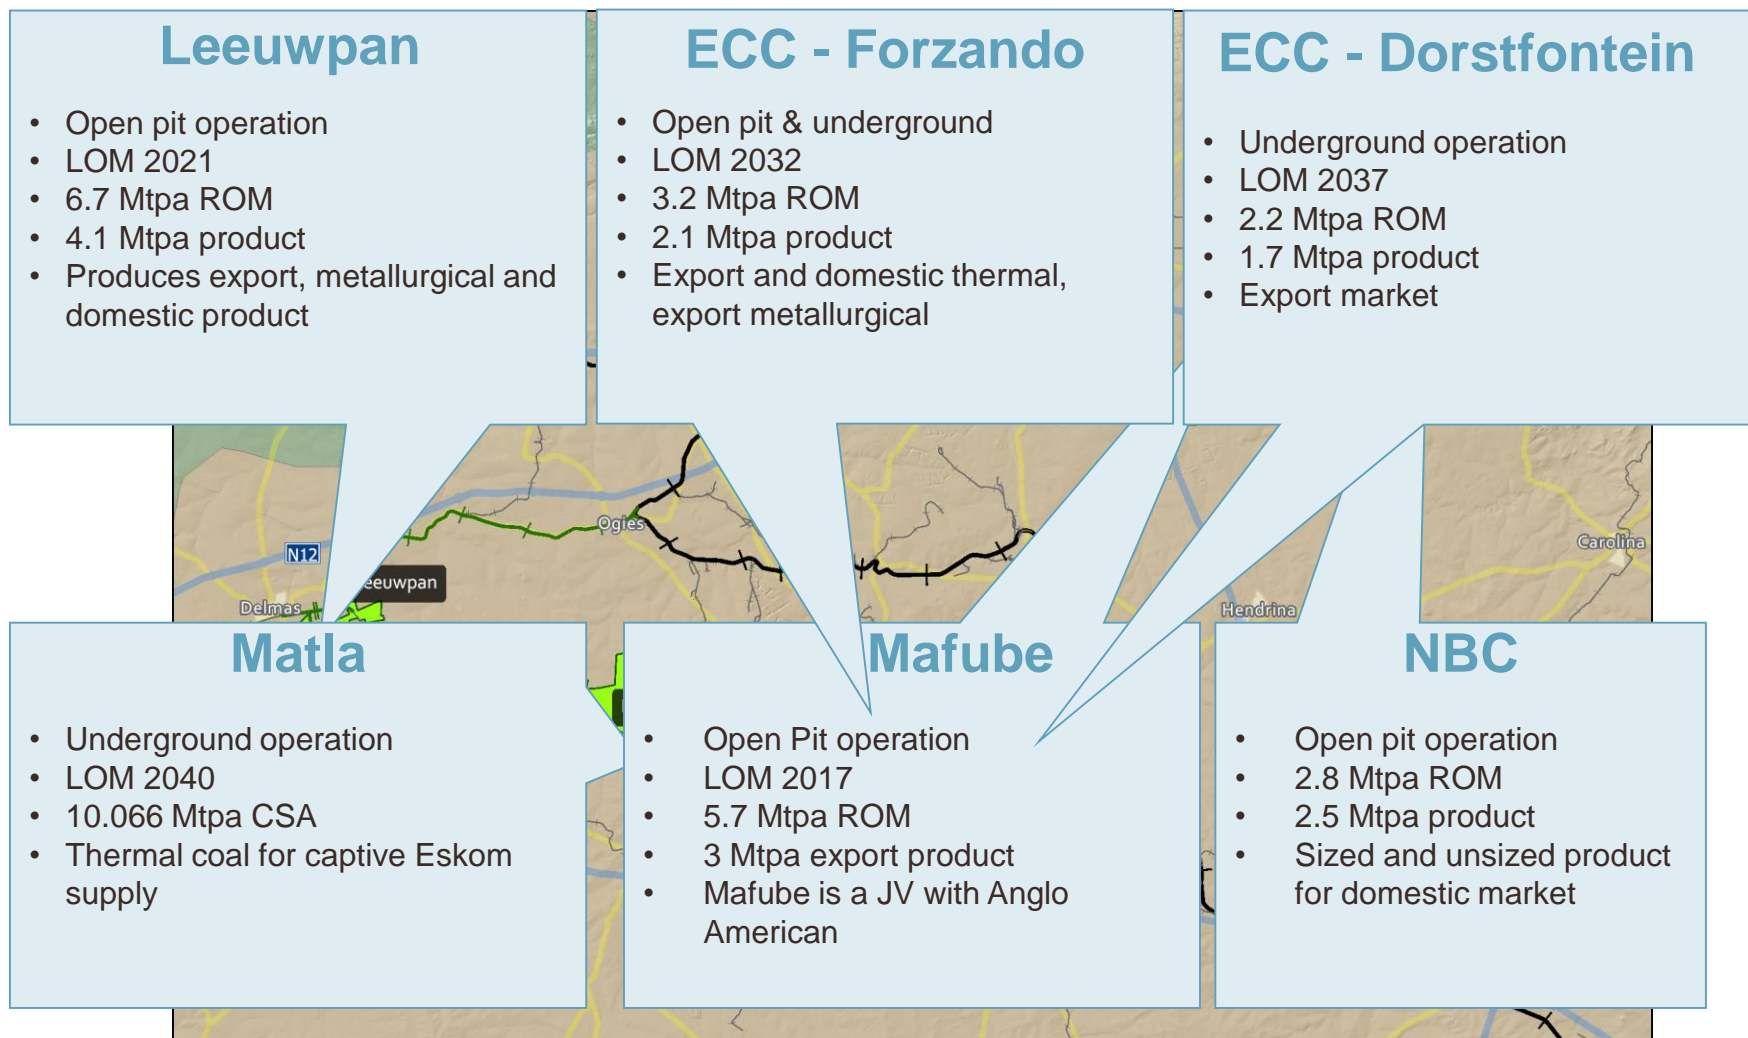 Leeuwpan
• Open pit operation
• LOM 2021
• 6.7 Mtpa ROM
• 4.1 Mtpa product
• Produces export, metallurgical and
domestic product
ECC - Forzando
• Open pit & underground
• LOM 2032
• 3.2 Mtpa ROM
• 2.1 Mtpa product
• Export and domestic thermal,
export metallurgical
ECC - Dorstfontein
• Underground operation
• LOM 2037
• 2.2 Mtpa ROM
• 1.7 Mtpa product
• Export market
Ogies
N12
eeuwpan
Delmas
Carolina
Hendrina
Matla
• Underground operation
• LOM 2040
• 10.066 Mtpa CSA
• Thermal coal for captive Eskom
supply
Mafube
• Open Pit operation
• LOM 2017
• 5.7 Mtpa ROM
• 3 Mtpa export product
• Mafube is a JV with Anglo
American
NBC
• Open pit operation
• 2.8 Mtpa ROM
• 2.5 Mtpa product
• Sized and unsized product
for domestic market